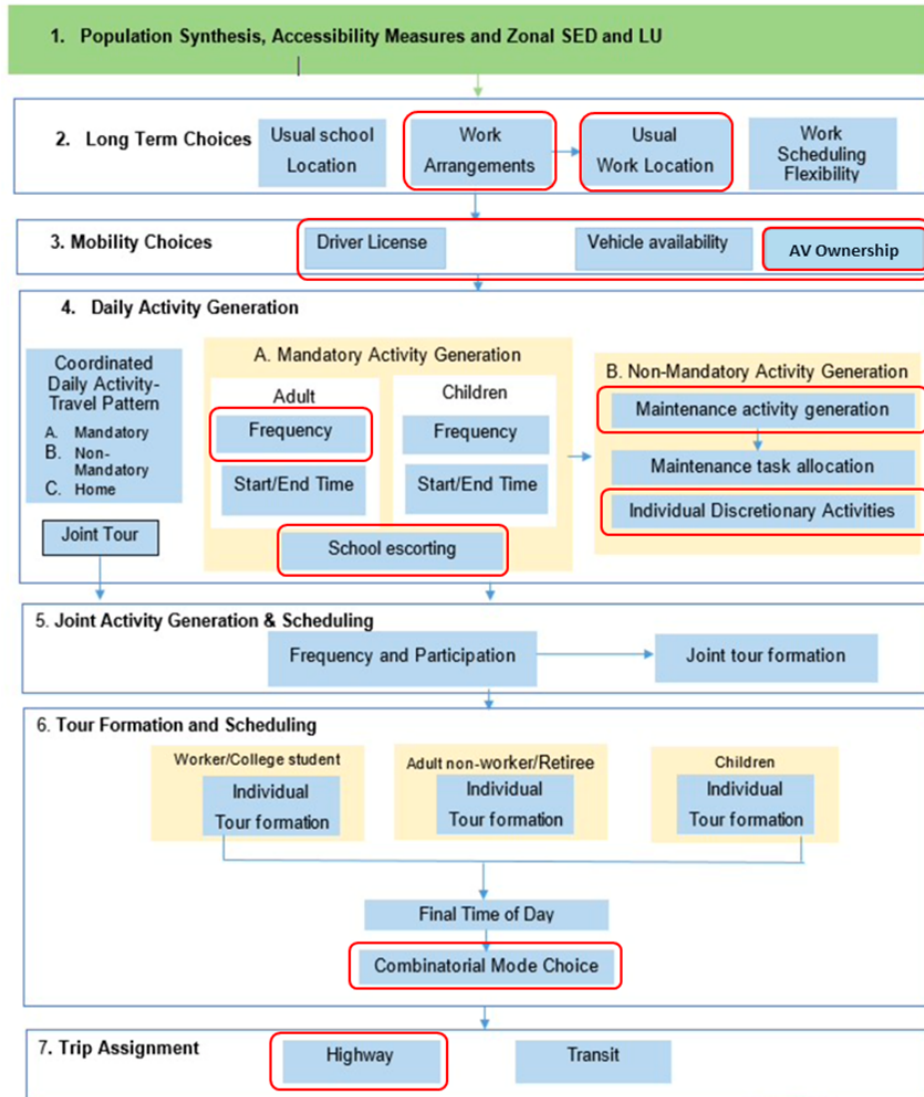 1. Population Synthesis, Accessibility Measures and Zonal SED and LU
2. Long Term Choices
Usual school
Location
Work
Arrangements
Usual
Work Location
Work
Scheduling
Flexibility
3. Mobility Choices
Driver License
Vehicle availability
AV Ownership
4. Daily Activity Generation
Coordinated
Daily Activity-
Travel Pattern
A. Mandatory
B. Non-
Mandatory
C. Home
Joint Tour
A. Mandatory Activity Generation
Adult
Frequency
Start/End Time
Children
Frequency
Start/End Time
School escorting
B. Non-Mandatory Activity Generation
Maintenance activity generation
Maintenance task allocation
Individual Discretionary Activities
5. Joint Activity Generation & Scheduling
Frequency and Participation
Joint tour formation
6. Tour Formation and Scheduling
Worker/College student
Individual
Tour formation
Adult non-worker/Retiree
Individual
Tour formation
Children
Individual
Tour formation
Final Time of Day
Combinatorial Mode Choice
7. Trip Assignment
Highway
Transit